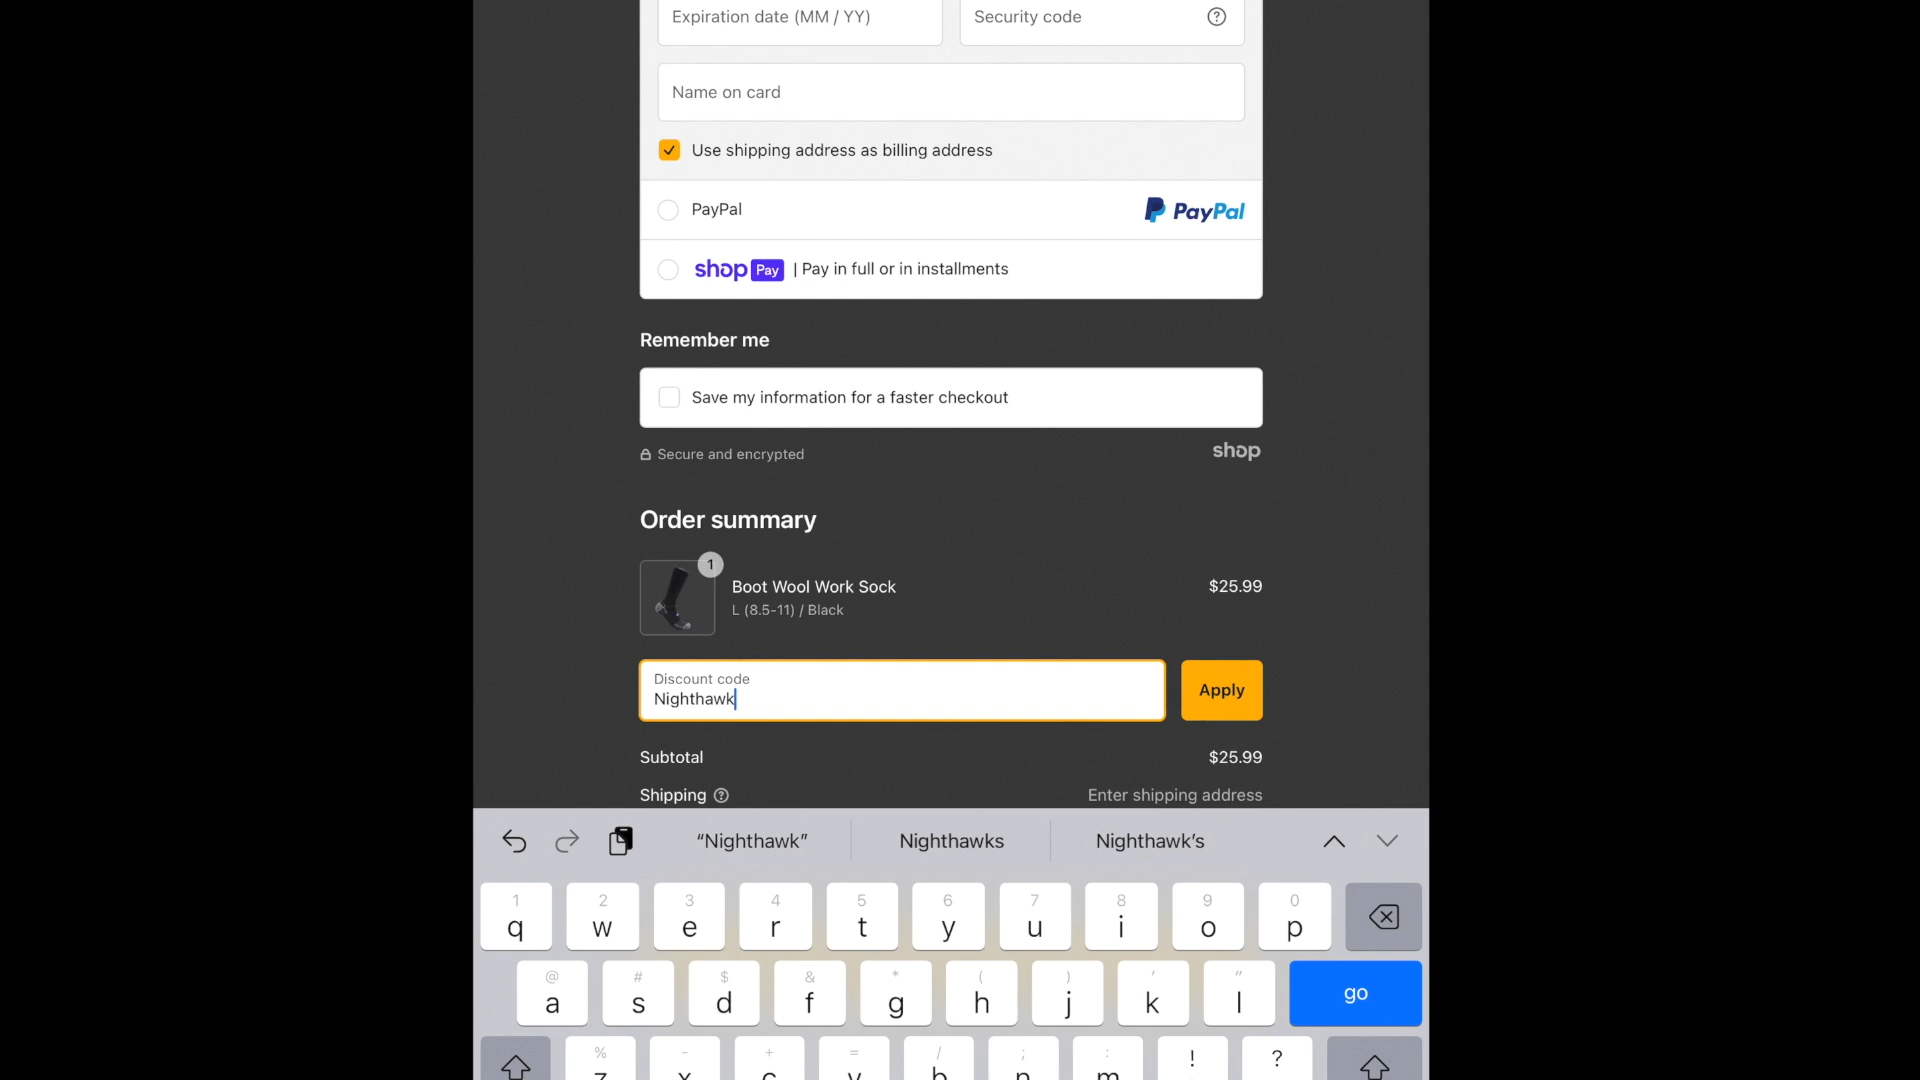 Expiration date (MM / YY)
Security code
?
Name on card
Use shipping address as billing address
PayPal
PayPal
shop Pay | Pay in full or in installments
Remember me
Save my information for a faster checkout
Secure and encrypted
shop
Order summary
1
Boot Wool Work Sock
$25.99
L (8.5-11) / Black
Discount code
Nighthawk
Apply
Subtotal
$25.99
Shipping ?
Enter shipping address
“Nighthawk”
Nighthawks
Nighthawk’s
1 2 3 4 5 6 7 8 9 0
q w e r t y u i o p
@ # $ & * ( ) ' "
a s d f g h j k l
go
% - + = / ; : ! ?
z x c v b n m